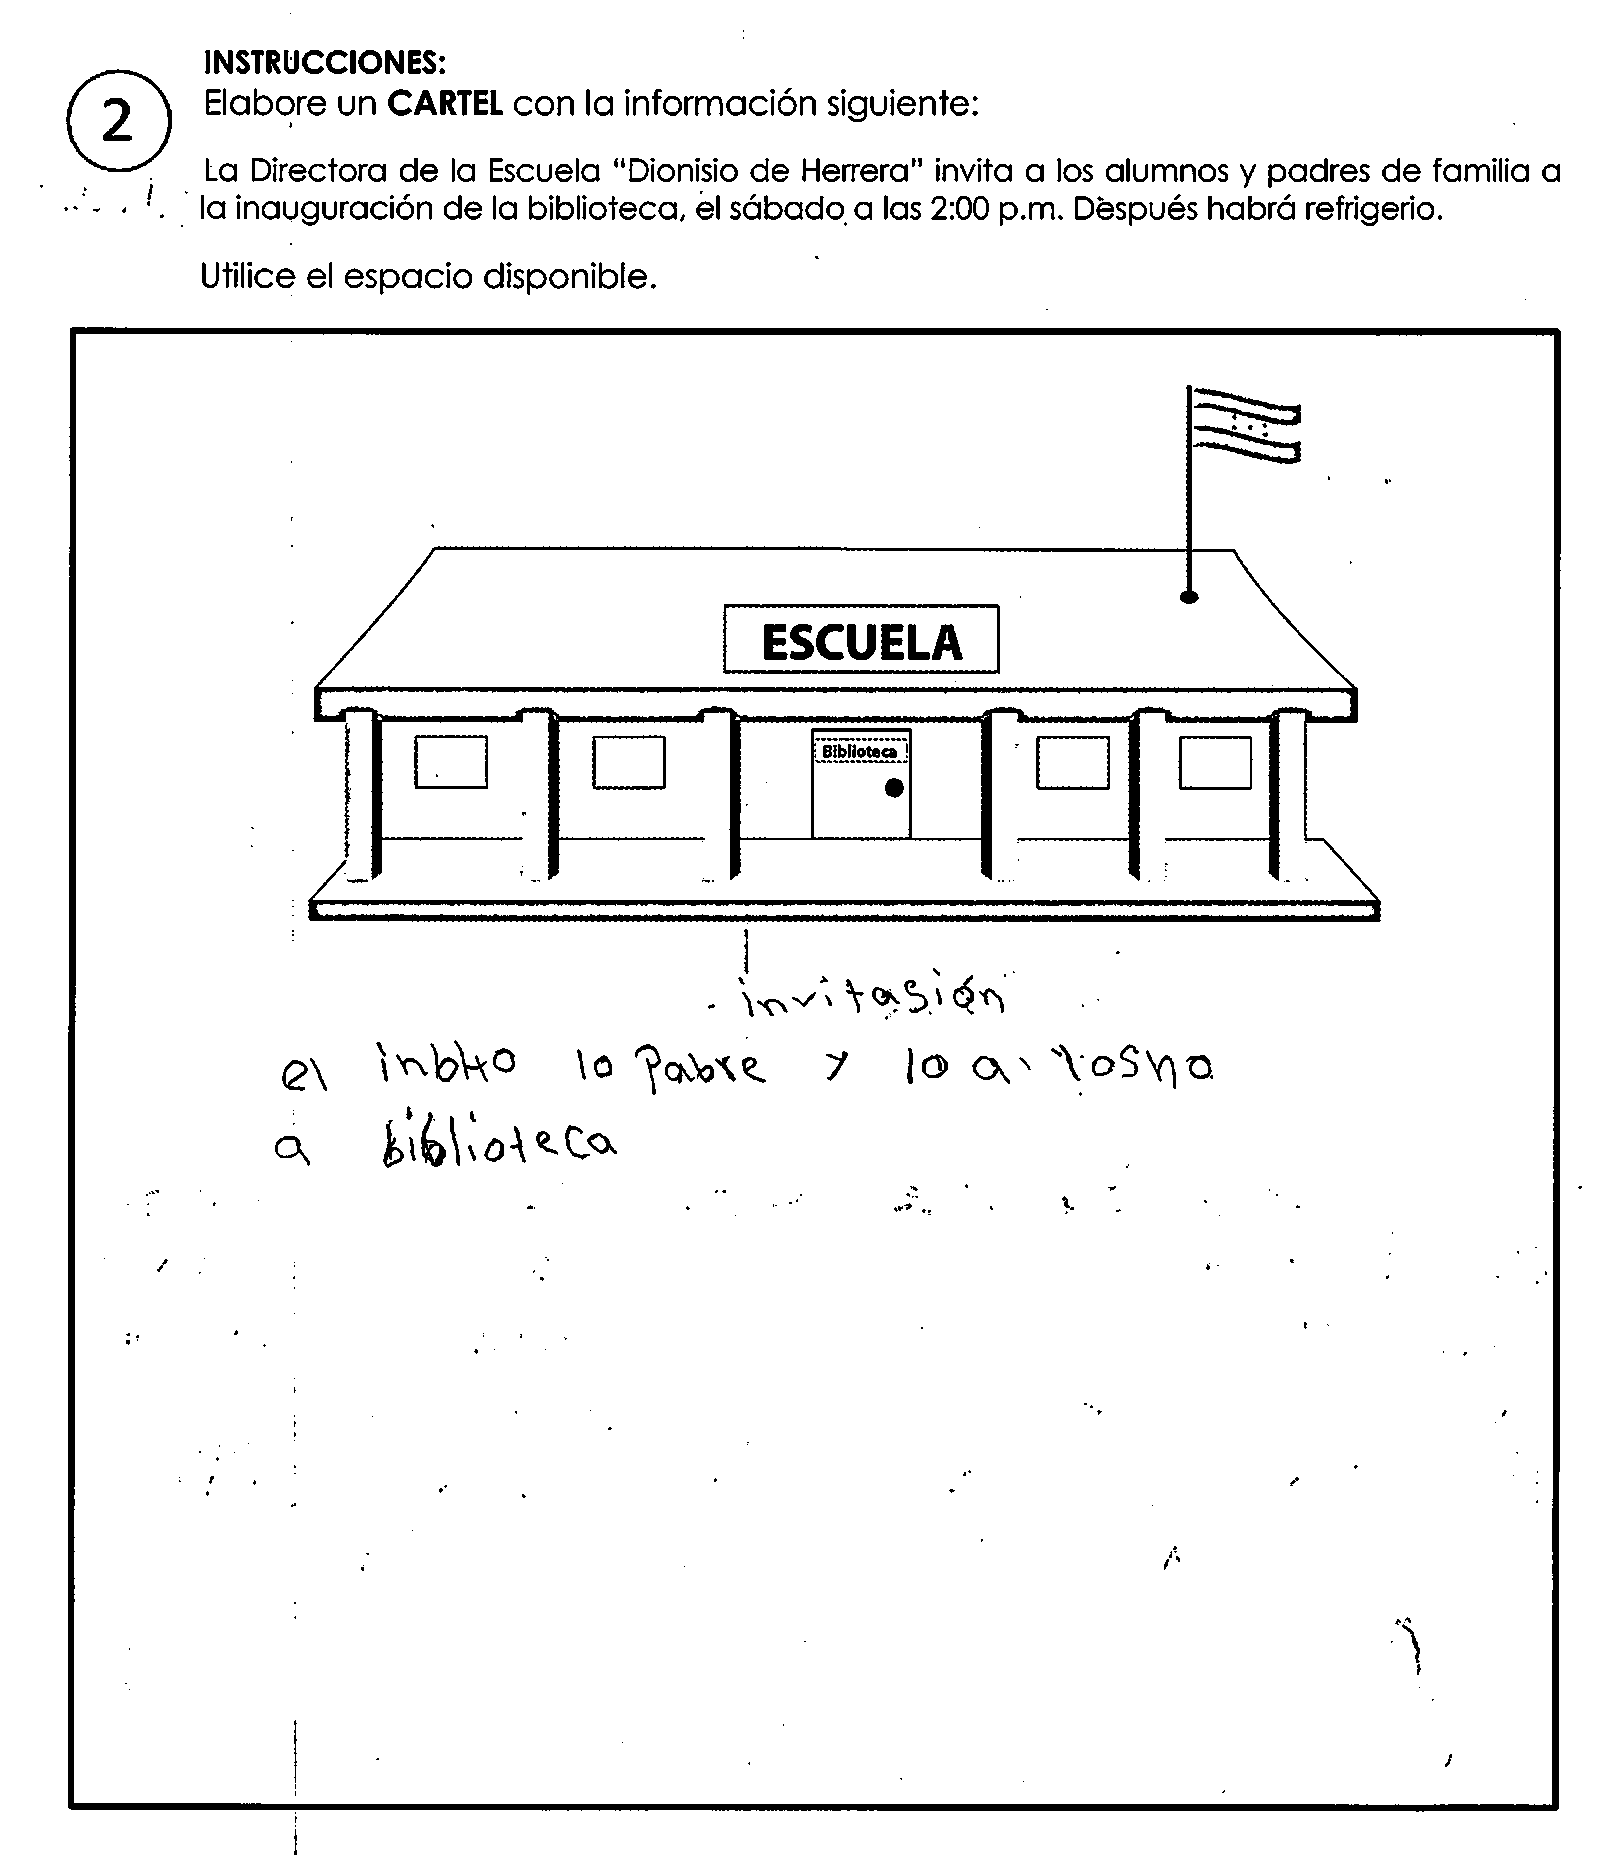 INSTRUCCIONES:
2
Elabore un CARTEL con la información siguiente:
La Directora de la Escuela "Dionisio de Herrera" invita a los alumnos y padres de familia a
la inauguración de la biblioteca, el sábado a las 2:00 p.m. Después habrá refrigerio.
Utilice el espacio disponible.
ESCUELA
Biblioteca
invitasión
el lo Pabre y lo
a biblioteca